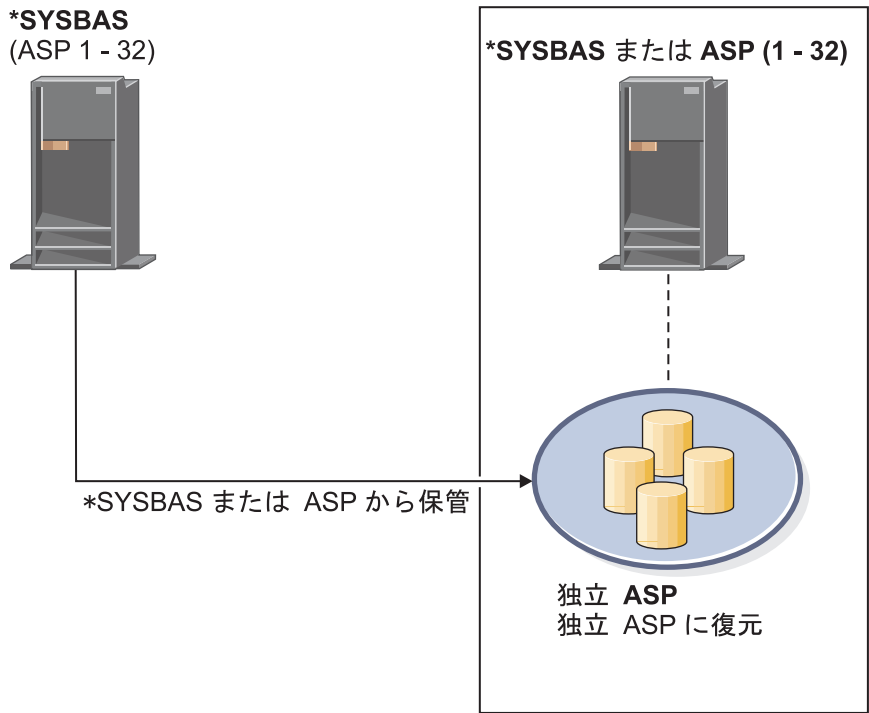 *SYSBAS
(ASP 1 - 32)
*SYSBAS または ASP (1 - 32)
*SYSBAS または ASP から保管
独立 ASP
独立 ASP に復元